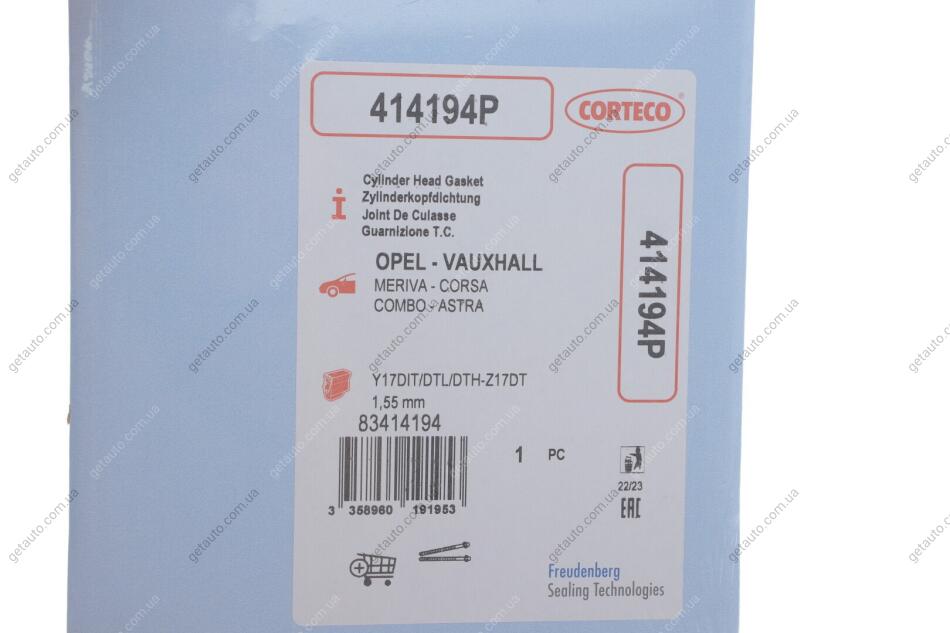 414194P
CORTECO®
Cylinder Head Gasket
Zylinderkopfdichtung
Joint De Culasse
Guarnizione T.C.
OPEL - VAUXHALL
MERIVA - CORSA
COMBO - ASTRA
414194P
Y17DIT/DTL/DTH-Z17DT
1,55 mm
83414194
1 PC
3 358960 191953
22/23
EAC
Freudenberg
Sealing Technologies
getauto.com.ua